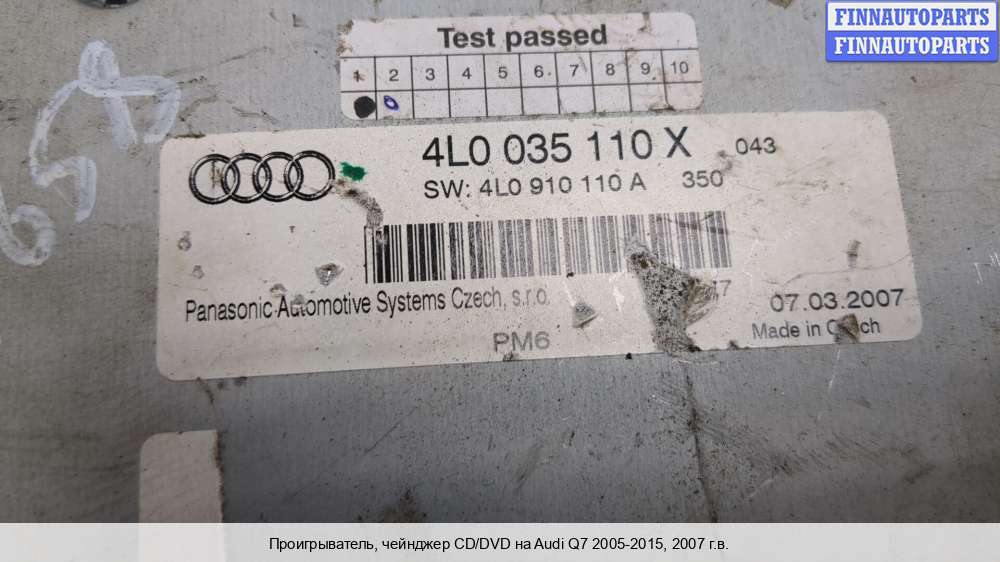 FINNAUTOPARTS
FINNAUTOPARTS
Test passed
1 2 3 4 5 6 7 8 9 10
4L0 035 110 X 043
SW: 4L0 910 110 A 350
Panasonic Automotive Systems Czech, s.r.o.
07.03.2007
PM6
Made in
Проигрыватель, чейнджер CD/DVD на Audi Q7 2005-2015, 2007 г.в.